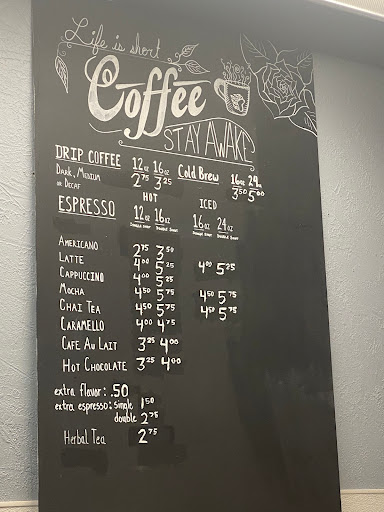 Life is short
Coffee
STAY AWAKE
DRIP COFFEE 12oz 16oz Cold Brew 16oz 24oz
Dark, Medium or Decaf 2.75 3.25 3.50 5.00
ESPRESSO HOT ICED
12oz 16oz 16oz 24oz
Double Shot Double Shot
AMERICANO 2.75 3.50
LATTE 4.00 5.25 4.00 5.25
CAPPUCCINO 4.00 5.25
MOCHA 4.50 5.75 4.50 5.75
CHAI TEA 4.50 5.75 4.50 5.75
CARAMELLO 4.00 4.75
CAFE AU LAIT 3.25 4.00
HOT CHOCOLATE 3.25 4.00
extra flavor: .50
extra espresso: single 1.50
double 2.75
Herbal Tea 2.75